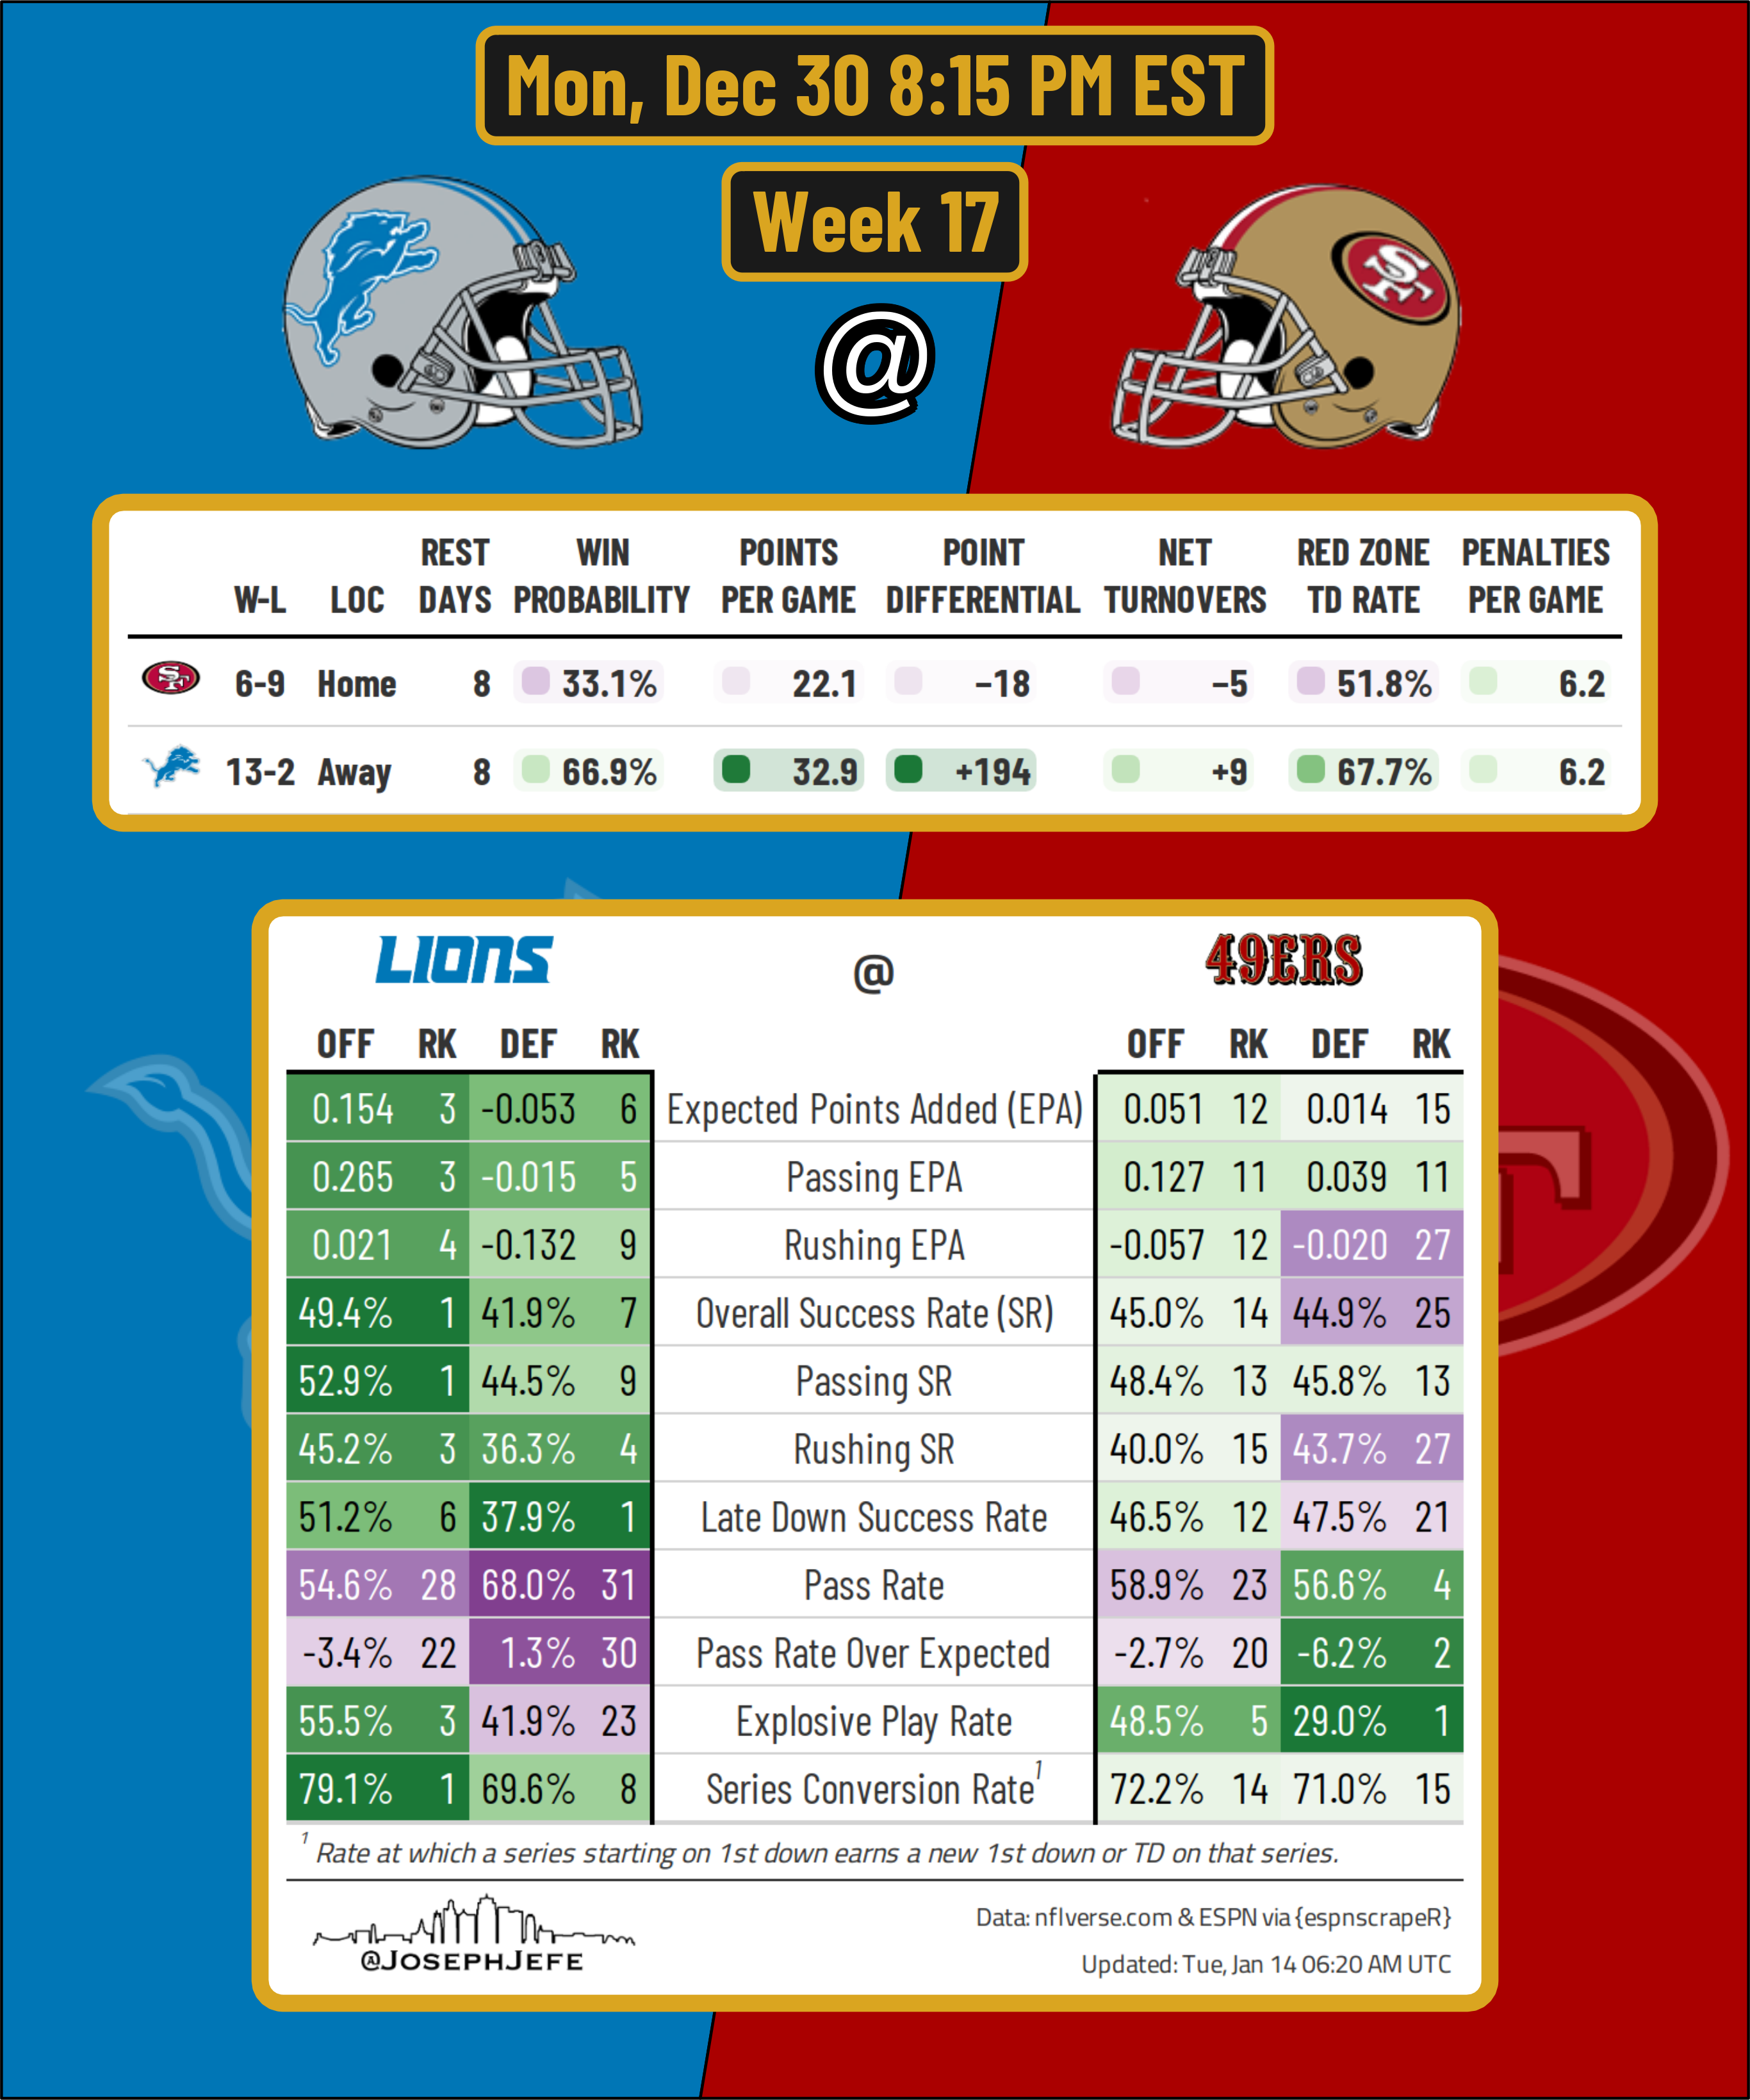 Mon, Dec 30 8:15 PM EST
Week 17
@
SF
W-L LOC REST DAYS WIN PROBABILITY POINTS PER GAME POINT DIFFERENTIAL NET TURNOVERS RED ZONE TD RATE PENALTIES PER GAME
SF 6-9 Home 8 33.1% 22.1 −18 −5 51.8% 6.2
13-2 Away 8 66.9% 32.9 +194 +9 67.7% 6.2
LIONS @ 49ERS
OFF RK DEF RK OFF RK DEF RK
0.154 3 -0.053 6 Expected Points Added (EPA) 0.051 12 0.014 15
0.265 3 -0.015 5 Passing EPA 0.127 11 0.039 11
0.021 4 -0.132 9 Rushing EPA -0.057 12 -0.020 27
49.4% 1 41.9% 7 Overall Success Rate (SR) 45.0% 14 44.9% 25
52.9% 1 44.5% 9 Passing SR 48.4% 13 45.8% 13
45.2% 3 36.3% 4 Rushing SR 40.0% 15 43.7% 27
51.2% 6 37.9% 1 Late Down Success Rate 46.5% 12 47.5% 21
54.6% 28 68.0% 31 Pass Rate 58.9% 23 56.6% 4
-3.4% 22 1.3% 30 Pass Rate Over Expected -2.7% 20 -6.2% 2
55.5% 3 41.9% 23 Explosive Play Rate 48.5% 5 29.0% 1
79.1% 1 69.6% 8 Series Conversion Rate¹ 72.2% 14 71.0% 15
¹ Rate at which a series starting on 1st down earns a new 1st down or TD on that series.
@JOSEPHJEFE
Data: nflverse.com & ESPN via {espnscrapeR}
Updated: Tue, Jan 14 06:20 AM UTC